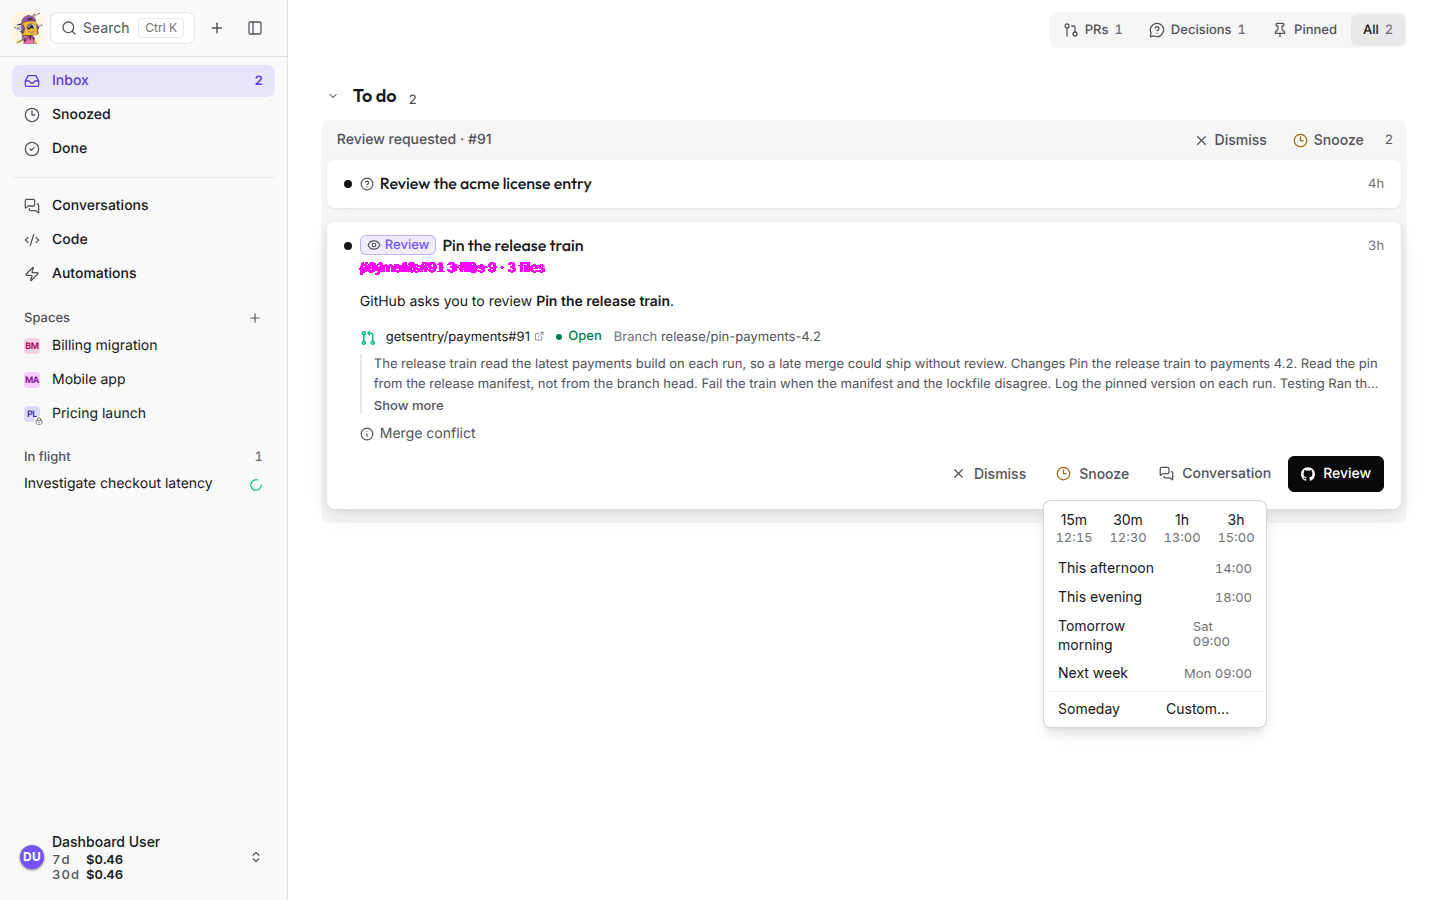 Search Ctrl K
PRs 1 Decisions 1 Pinned All 2
Inbox 2
Snoozed
Done
Conversations
Code
Automations
Spaces
BM Billing migration
MA Mobile app
PL Pricing launch
In flight 1
Investigate checkout latency
Dashboard User
DU
7d $0.46
30d $0.46
To do 2
Review requested · #91 Dismiss Snooze 2
Review the acme license entry 4h
Review Pin the release train 3h
GitHub asks you to review Pin the release train.
getsentry/payments#91 Open Branch release/pin-payments-4.2
The release train read the latest payments build on each run, so a late merge could ship without review. Changes Pin the release train to payments 4.2. Read the pin
from the release manifest, not from the branch head. Fail the train when the manifest and the lockfile disagree. Log the pinned version on each run. Testing Ran th...
Show more
Merge conflict
Dismiss Snooze Conversation Review
15m 30m 1h 3h
12:15 12:30 13:00 15:00
This afternoon 14:00
This evening 18:00
Tomorrow morning Sat 09:00
Next week Mon 09:00
Someday Custom...